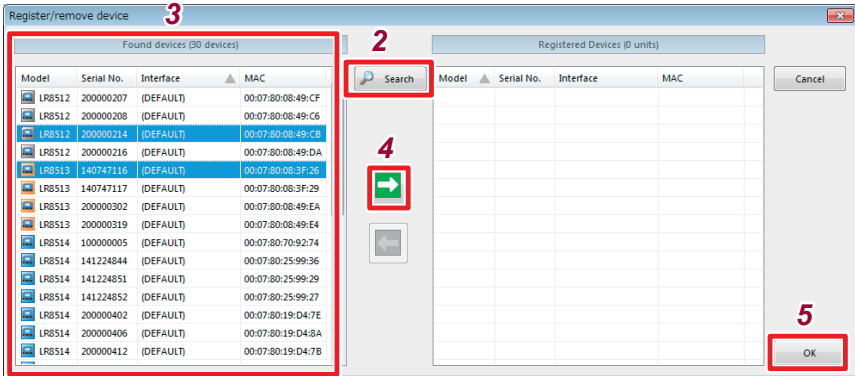 Register/remove device
3
Found devices (30 devices)
2
Registered Devices (0 units)
Model Serial No. Interface MAC
Search
Model Serial No. Interface MAC
Cancel
LR8512 200000207 (DEFAULT) 00:07:80:08:49:CF
LR8512 200000208 (DEFAULT) 00:07:80:08:49:C6
LR8512 200000214 (DEFAULT) 00:07:80:08:49:CB
LR8512 200000216 (DEFAULT) 00:07:80:08:49:DA
4
LR8513 140747116 (DEFAULT) 00:07:80:08:3F:26
LR8513 140747117 (DEFAULT) 00:07:80:08:3F:29
LR8513 200000302 (DEFAULT) 00:07:80:08:49:EA
LR8513 200000319 (DEFAULT) 00:07:80:08:49:E4
LR8514 100000005 (DEFAULT) 00:07:80:70:92:74
LR8514 141224844 (DEFAULT) 00:07:80:25:99:36
LR8514 141224851 (DEFAULT) 00:07:80:25:99:29
LR8514 141224852 (DEFAULT) 00:07:80:25:99:27
LR8514 200000402 (DEFAULT) 00:07:80:19:D4:7E
LR8514 200000406 (DEFAULT) 00:07:80:19:D4:8A
LR8514 200000412 (DEFAULT) 00:07:80:19:D4:7B
5
OK